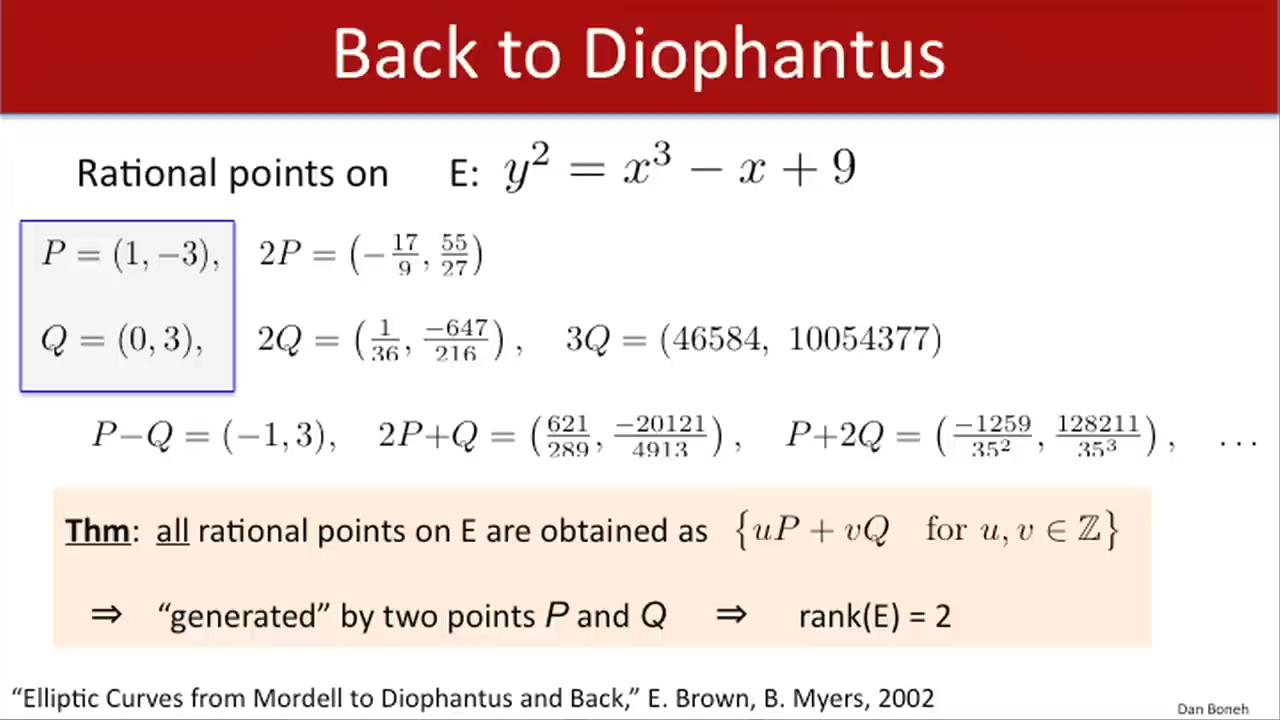 Back to Diophantus
Rational points on E: y² = x³ − x + 9
P = (1, −3), 2P = (−17/9, 55/27)
Q = (0, 3), 2Q = (1/36, −647/216), 3Q = (46584, 10054377)
P−Q = (−1, 3), 2P+Q = (621/289, −20121/4913), P+2Q = (−1259/35², 128211/35³), ...
Thm: all rational points on E are obtained as {uP + vQ for u, v ∈ ℤ}
⇒ “generated” by two points P and Q ⇒ rank(E) = 2
“Elliptic Curves from Mordell to Diophantus and Back,” E. Brown, B. Myers, 2002
Dan Boneh